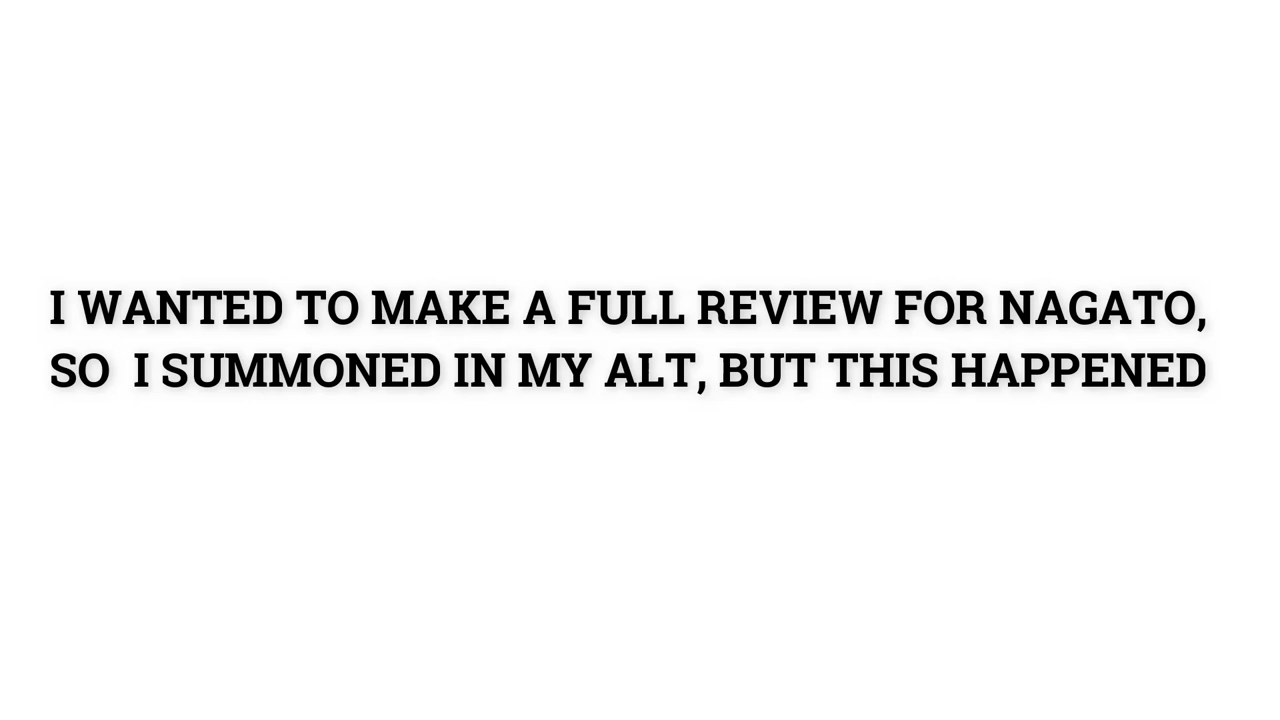 I WANTED TO MAKE A FULL REVIEW FOR NAGATO,
SO  I SUMMONED IN MY ALT, BUT THIS HAPPENED